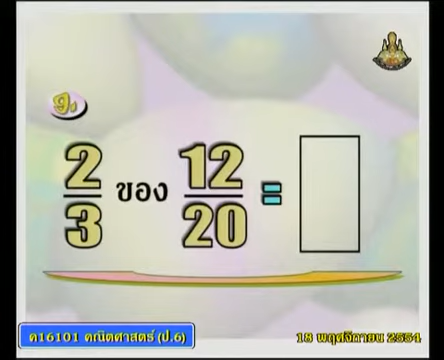 ๑.
2/3 ของ 12/20 =
ค16101 คณิตศาสตร์ (ป.6)
18 พฤศจิกายน 2554